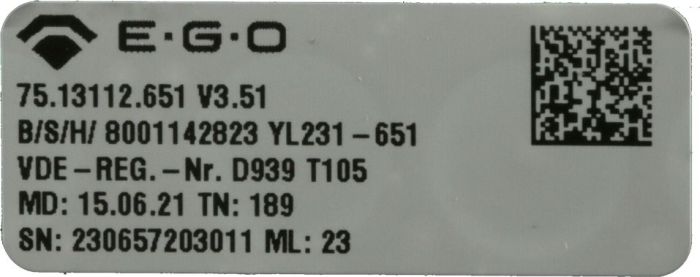 E·G·O
75.13112.651 V3.51
B/S/H/ 8001142823 YL231-651
VDE-REG.-Nr. D939 T105
MD: 15.06.21 TN: 189
SN: 230657203011 ML: 23